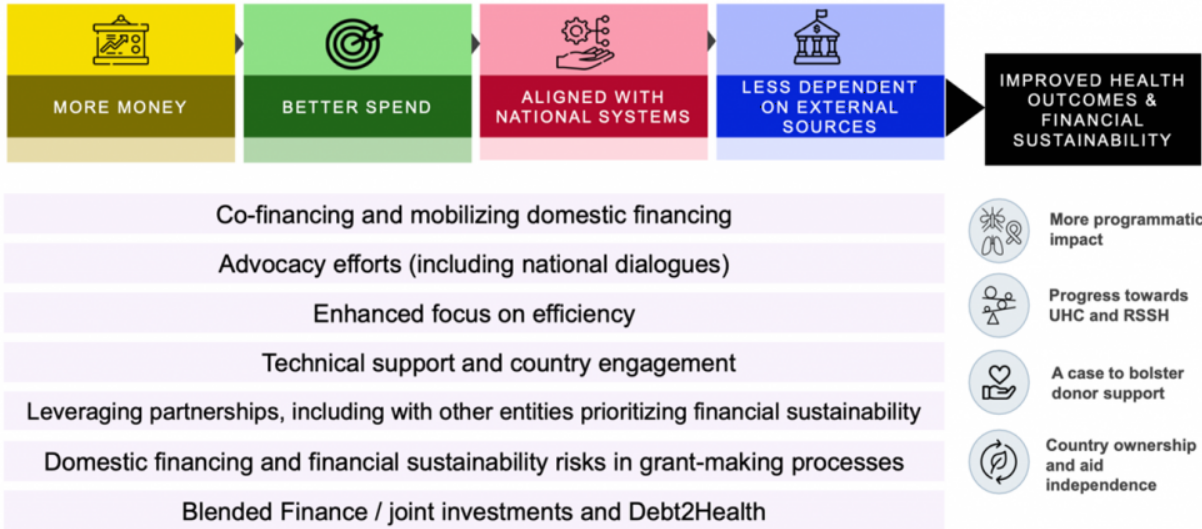 MORE MONEY
BETTER SPEND
ALIGNED WITH
NATIONAL SYSTEMS
LESS DEPENDENT
ON EXTERNAL
SOURCES
IMPROVED HEALTH
OUTCOMES &
FINANCIAL
SUSTAINABILITY
Co-financing and mobilizing domestic financing
Advocacy efforts (including national dialogues)
Enhanced focus on efficiency
Technical support and country engagement
Leveraging partnerships, including with other entities prioritizing financial sustainability
Domestic financing and financial sustainability risks in grant-making processes
Blended Finance / joint investments and Debt2Health
More programmatic
impact
Progress towards
UHC and RSSH
A case to bolster
donor support
Country ownership
and aid
independence